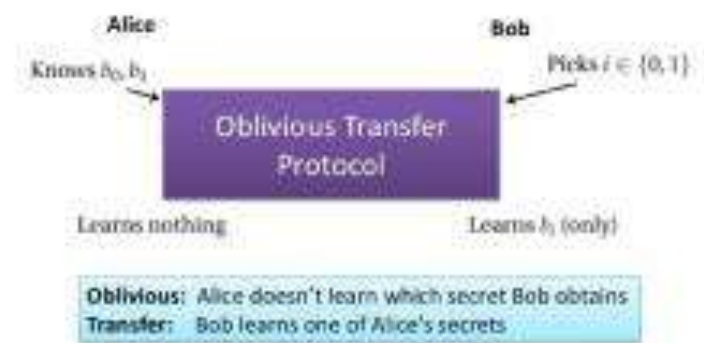 Alice
Bob
Knows b₀, b₁
Picks i ∈ {0, 1}
Oblivious Transfer
Protocol
Learns nothing
Learns bᵢ (only)
Oblivious: Alice doesn't learn which secret Bob obtains
Transfer: Bob learns one of Alice's secrets